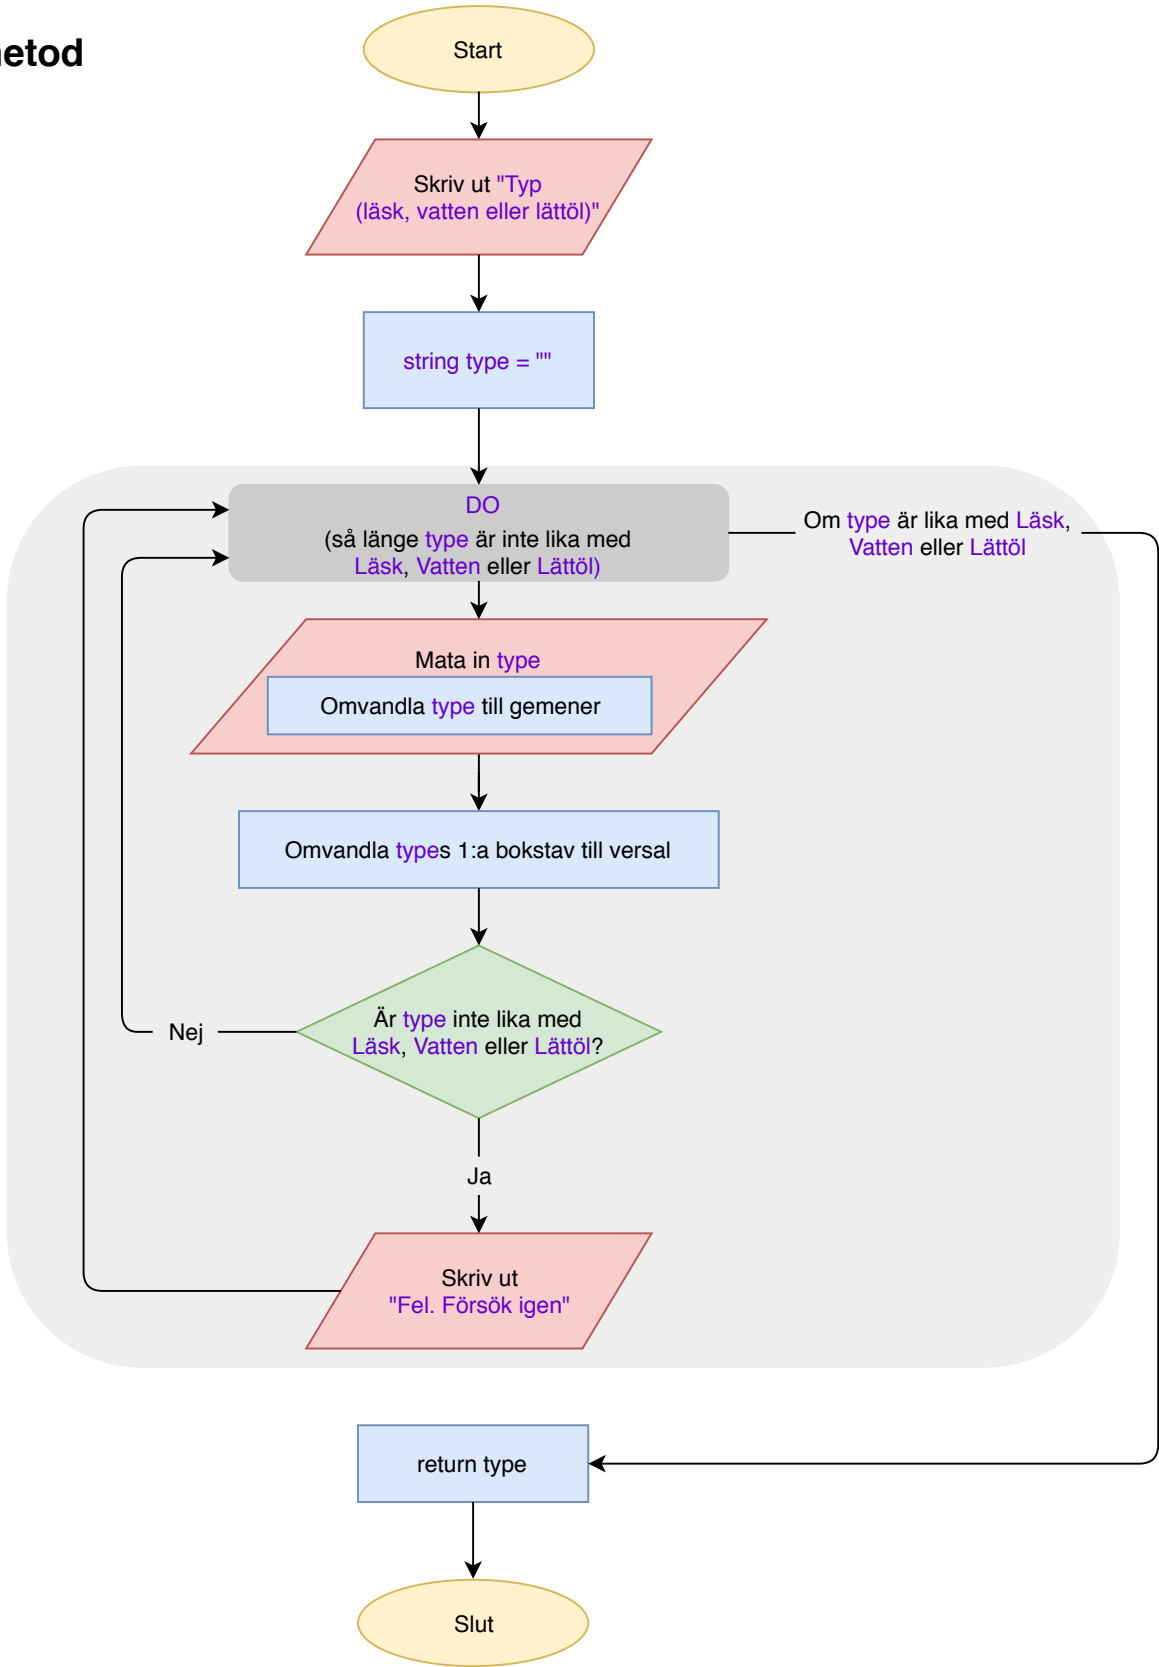 etod
Start
Skriv ut "Typ
(läsk, vatten eller lättöl)"
string type = ""
DO
(så länge type är inte lika med
Läsk, Vatten eller Lättöl)
Om type är lika med Läsk,
Vatten eller Lättöl
Mata in type
Omvandla type till gemener
Omvandla types 1:a bokstav till versal
Är type inte lika med
Läsk, Vatten eller Lättöl?
Nej
Ja
Skriv ut
"Fel. Försök igen"
return type
Slut